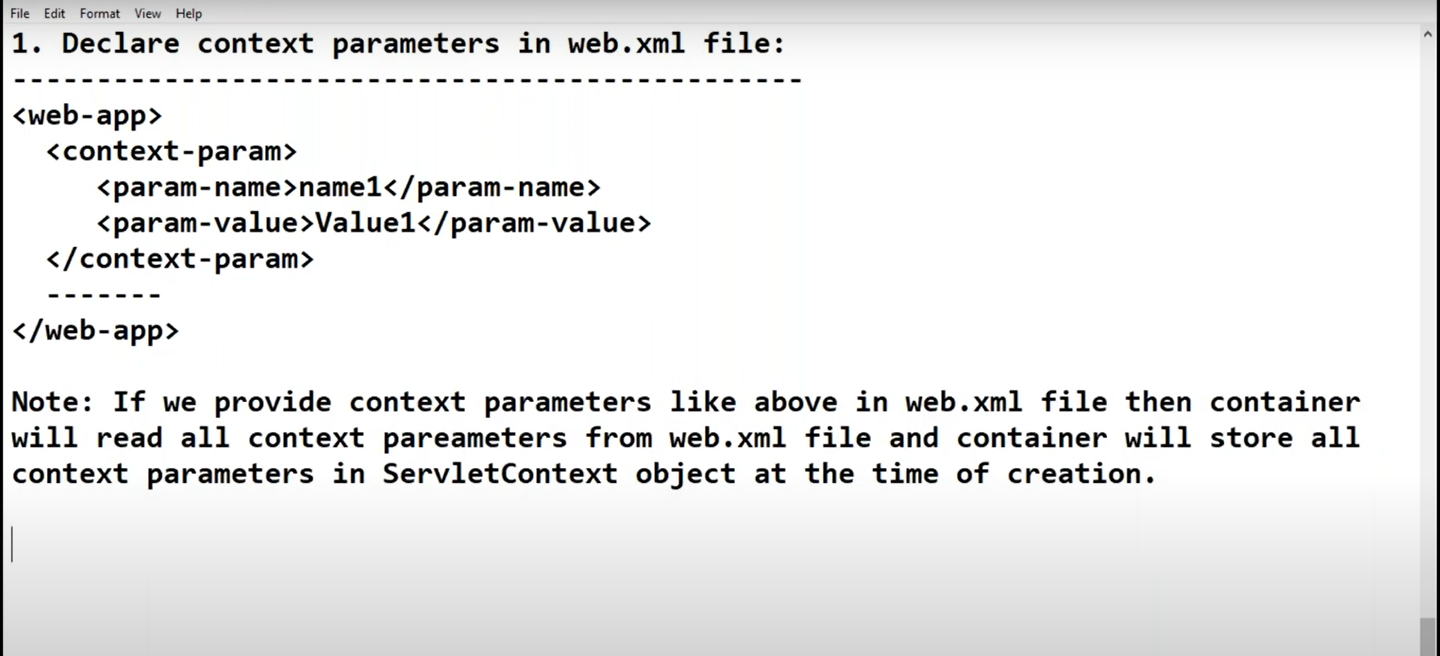 File Edit Format View Help
1. Declare context parameters in web.xml file:
-----------------------------------------------
<web-app>
  <context-param>
     <param-name>name1</param-name>
     <param-value>Value1</param-value>
  </context-param>
  -------
</web-app>
Note: If we provide context parameters like above in web.xml file then container
will read all context pareameters from web.xml file and container will store all
context parameters in ServletContext object at the time of creation.